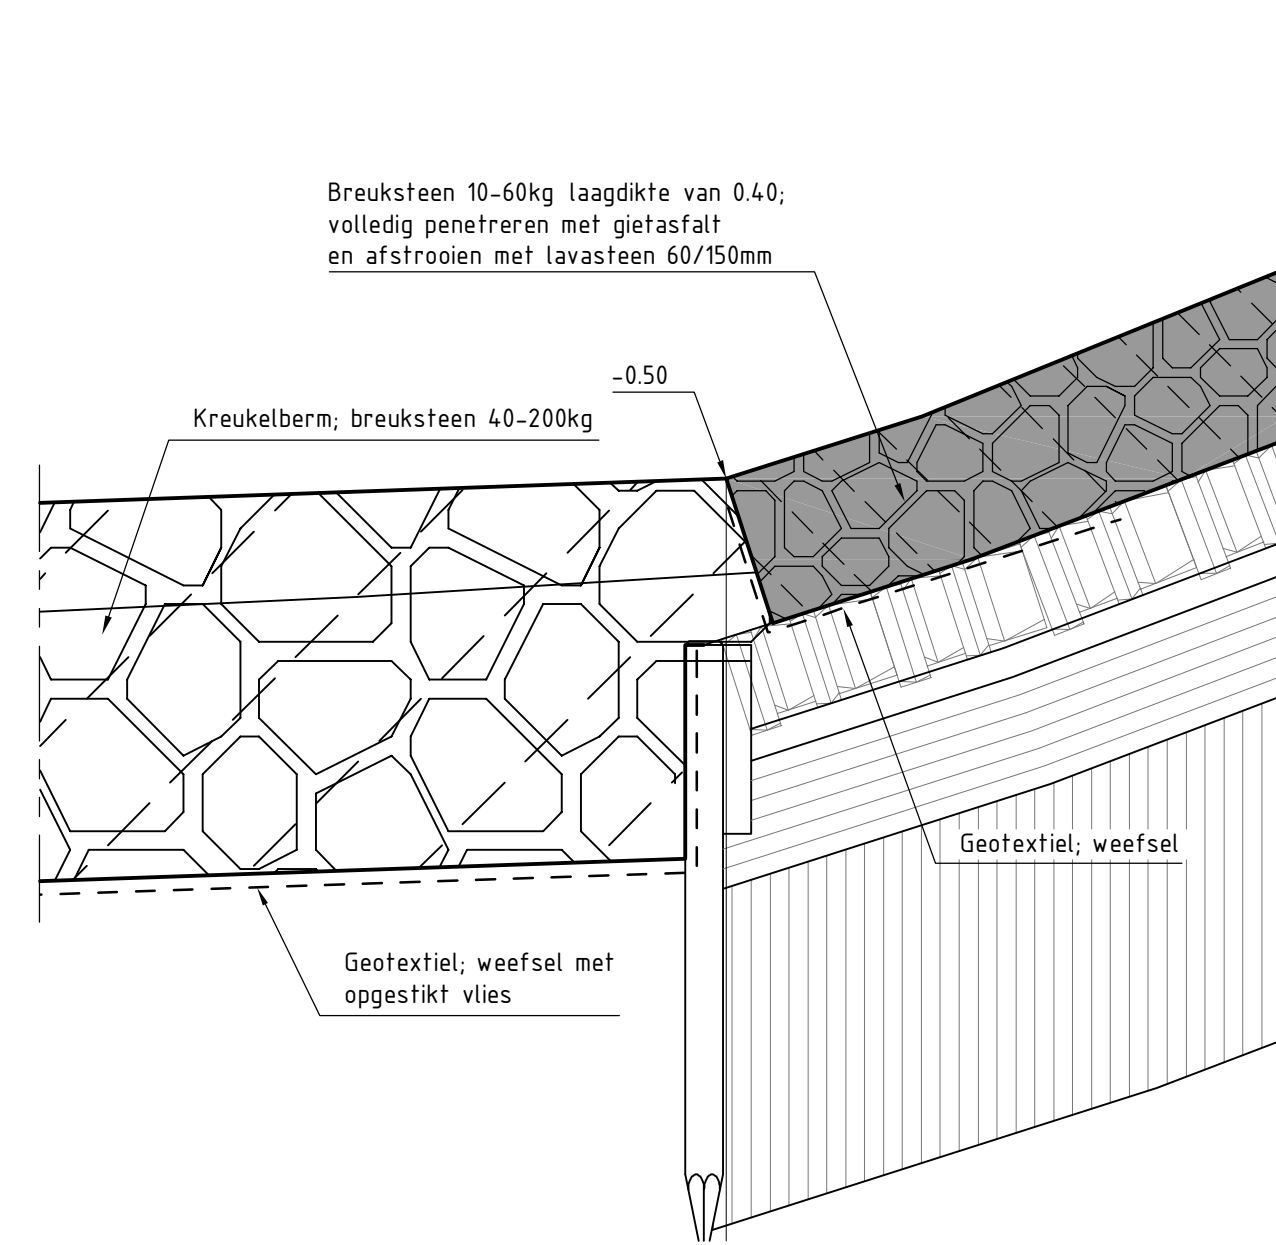 Breuksteen 10-60kg laagdikte van 0.40;
volledig penetreren met gietasfalt
en afstrooien met lavasteen 60/150mm
-0.50
Kreukelberm; breuksteen 40-200kg
Geotextiel; weefsel
Geotextiel; weefsel met
opgestikt vlies